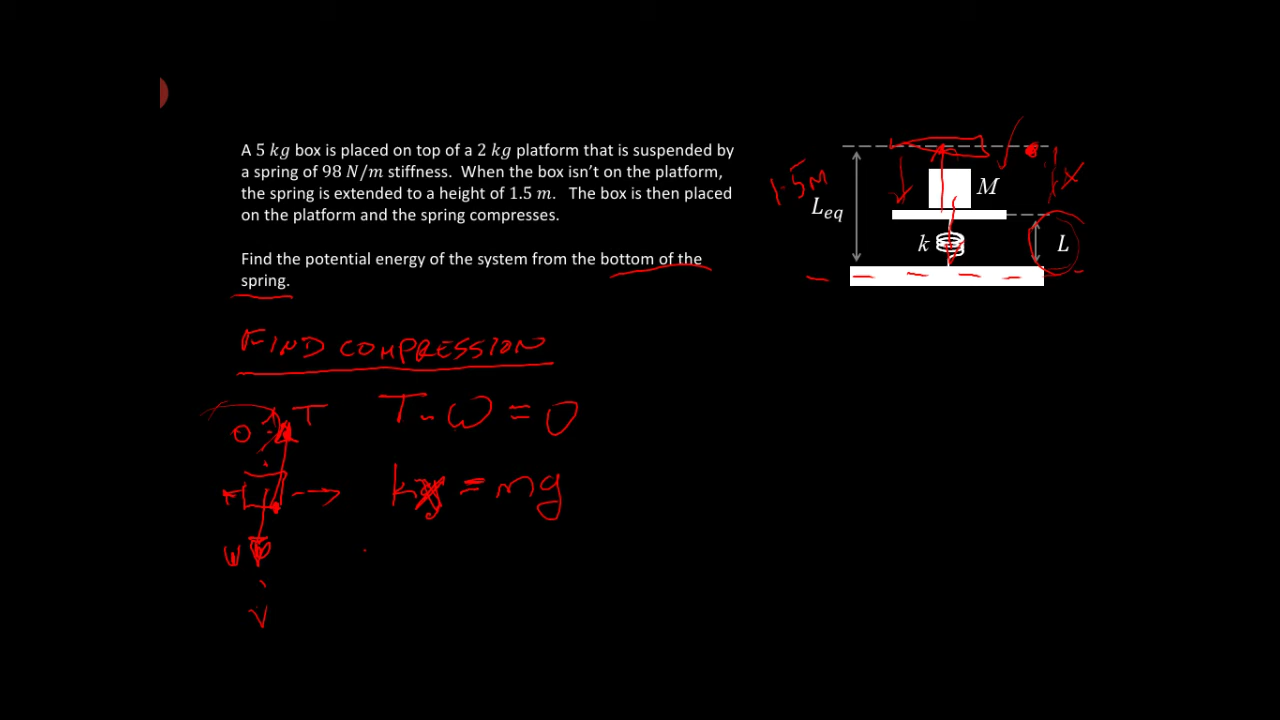 A 5 kg box is placed on top of a 2 kg platform that is suspended by
a spring of 98 N/m stiffness. When the box isn't on the platform,
the spring is extended to a height of 1.5 m. The box is then placed
on the platform and the spring compresses.
Find the potential energy of the system from the bottom of the
spring.
1.5M
L_eq
M
x
k
L
FIND COMPRESSION
T
T - W = 0
W
= mg